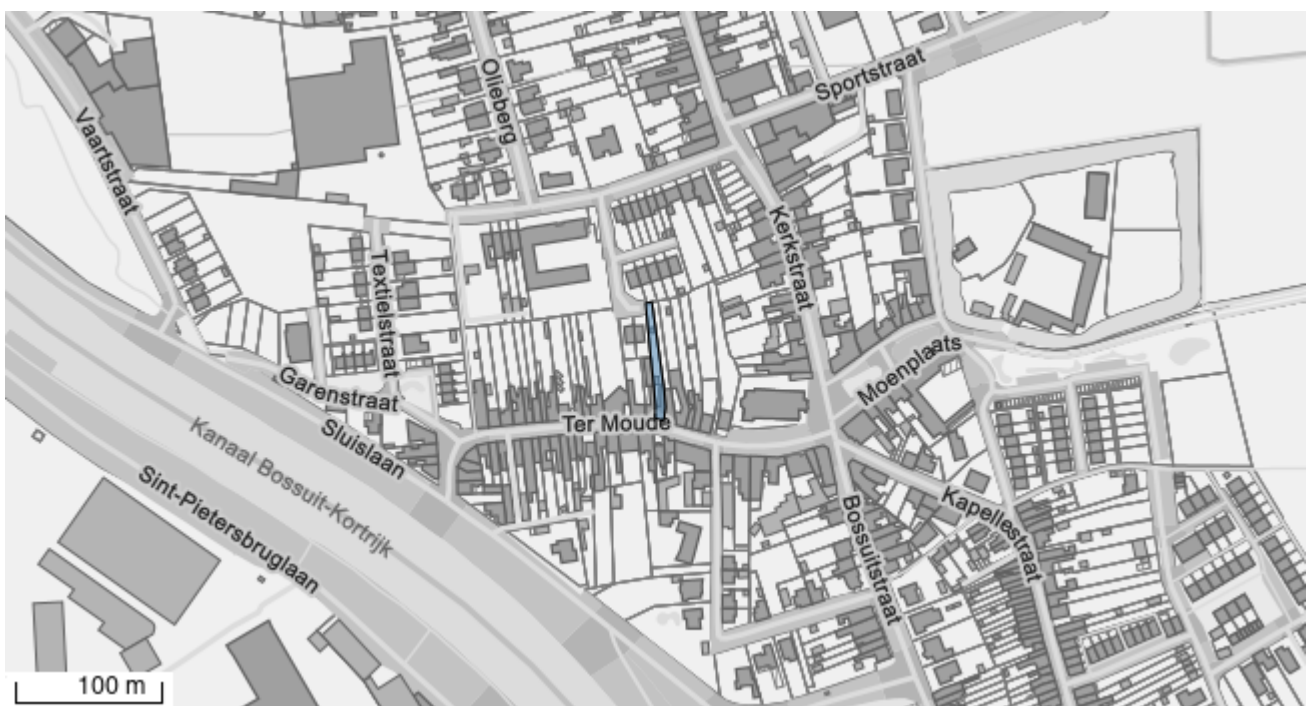 Olieberg
Sportstraat
Vaartstraat
Kerkstraat
Textielstraat
Moenplaats
Garenstraat
Ter Moude
Sluislaan
Kanaal Bossuit-Kortrijk
Sint-Pietersbruglaan
Kapellestraat
Bossuitstraat
100 m